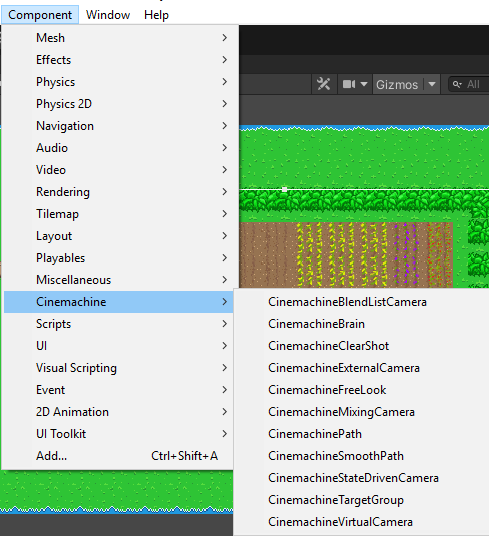 Component Window Help
Mesh
Effects
Physics
Physics 2D
Gizmos
All
Navigation
Audio
Video
Rendering
Tilemap
Layout
Playables
Miscellaneous
Cinemachine
Scripts
UI
Visual Scripting
Event
2D Animation
UI Toolkit
Add... Ctrl+Shift+A
CinemachineBlendListCamera
CinemachineBrain
CinemachineClearShot
CinemachineExternalCamera
CinemachineFreeLook
CinemachineMixingCamera
CinemachinePath
CinemachineSmoothPath
CinemachineStateDrivenCamera
CinemachineTargetGroup
CinemachineVirtualCamera